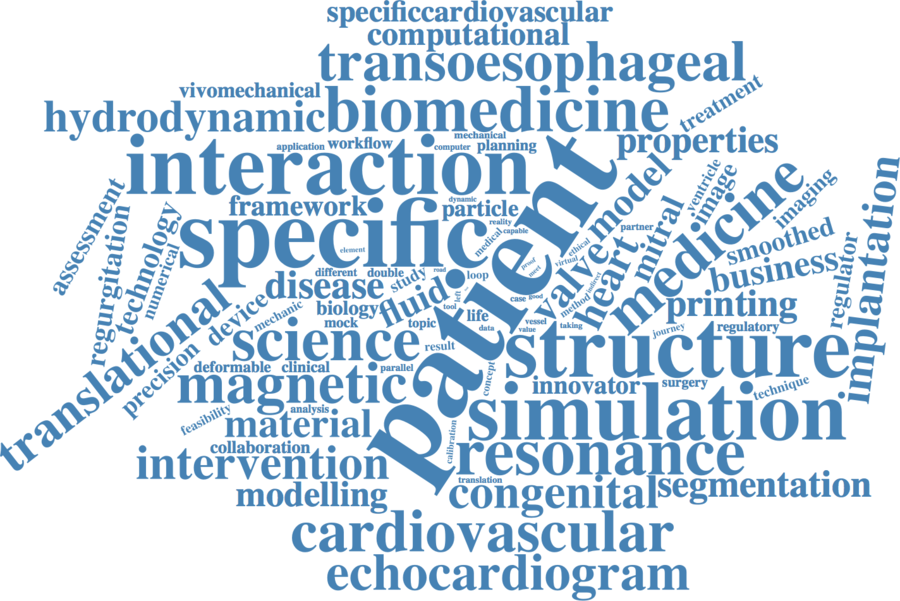 specificcardiovascular
computational
transoesophageal
vivomechanical
hydrodynamic
biomedicine
treatment
mechanical
application
workflow
computer
planning
properties
interaction
patient
model
ventricle
image
medicine
imaging
implantation
assessment
regurgitation
technology
numerical
framework
dynamic
particle
reality
capable
specific
element
medical
ethical
virtual
proof
meet
valve
heart
partner
mitral
smoothed
business
regulator
disease
different
double
study
road
loop
device
mechanic
biology
fluid
left
tool
case
good
method
indirect
printing
translational
precision
mock
topic
life
data
vessel
value
taking
journey
regulatory
science
result
structure
deformable
clinical
parallel
concept
innovator
surgery
technique
magnetic
feasibility
analysis
material
simulation
collaboration
calibration
intervention
resonance
translation
modelling
congenital
segmentation
cardiovascular
echocardiogram